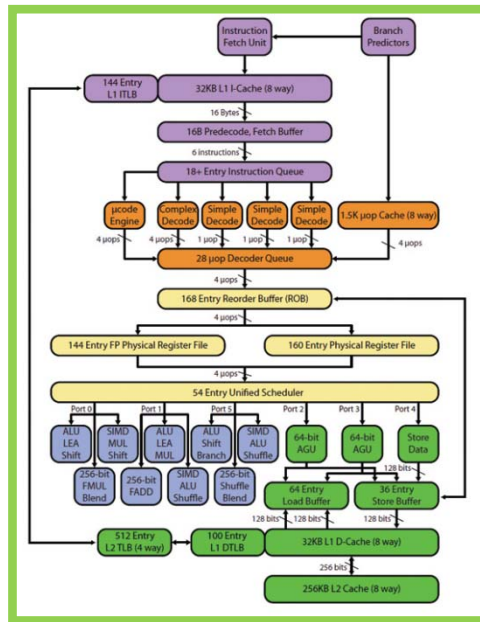 Instruction
Fetch Unit
Branch
Predictors
144 Entry
L1 ITLB
32KB L1 I-Cache (8 way)
16 Bytes
16B Predecode, Fetch Buffer
6 instructions
18+ Entry Instruction Queue
μcode
Engine
Complex
Decode
Simple
Decode
Simple
Decode
Simple
Decode
1.5K μop Cache (8 way)
4 μops
4 μops
1 μop
1 μop
1 μop
4 μops
28 μop Decoder Queue
4 μops
168 Entry Reorder Buffer (ROB)
4 μops
144 Entry FP Physical Register File
160 Entry Physical Register File
4 μops
54 Entry Unified Scheduler
Port 0
Port 1
Port 5
Port 2
Port 3
Port 4
ALU
LEA
Shift
SIMD
MUL
Shift
ALU
LEA
MUL
ALU
Shift
Branch
SIMD
ALU
Shuffle
64-bit
AGU
64-bit
AGU
Store
Data
256-bit
FMUL
Blend
256-bit
FADD
SIMD
ALU
Shuffle
256-bit
Shuffle
Blend
128 bits
64 Entry
Load Buffer
36 Entry
Store Buffer
128 bits
128 bits
128 bits
512 Entry
L2 TLB (4 way)
100 Entry
L1 DTLB
32KB L1 D-Cache (8 way)
256 bits
256KB L2 Cache (8 way)